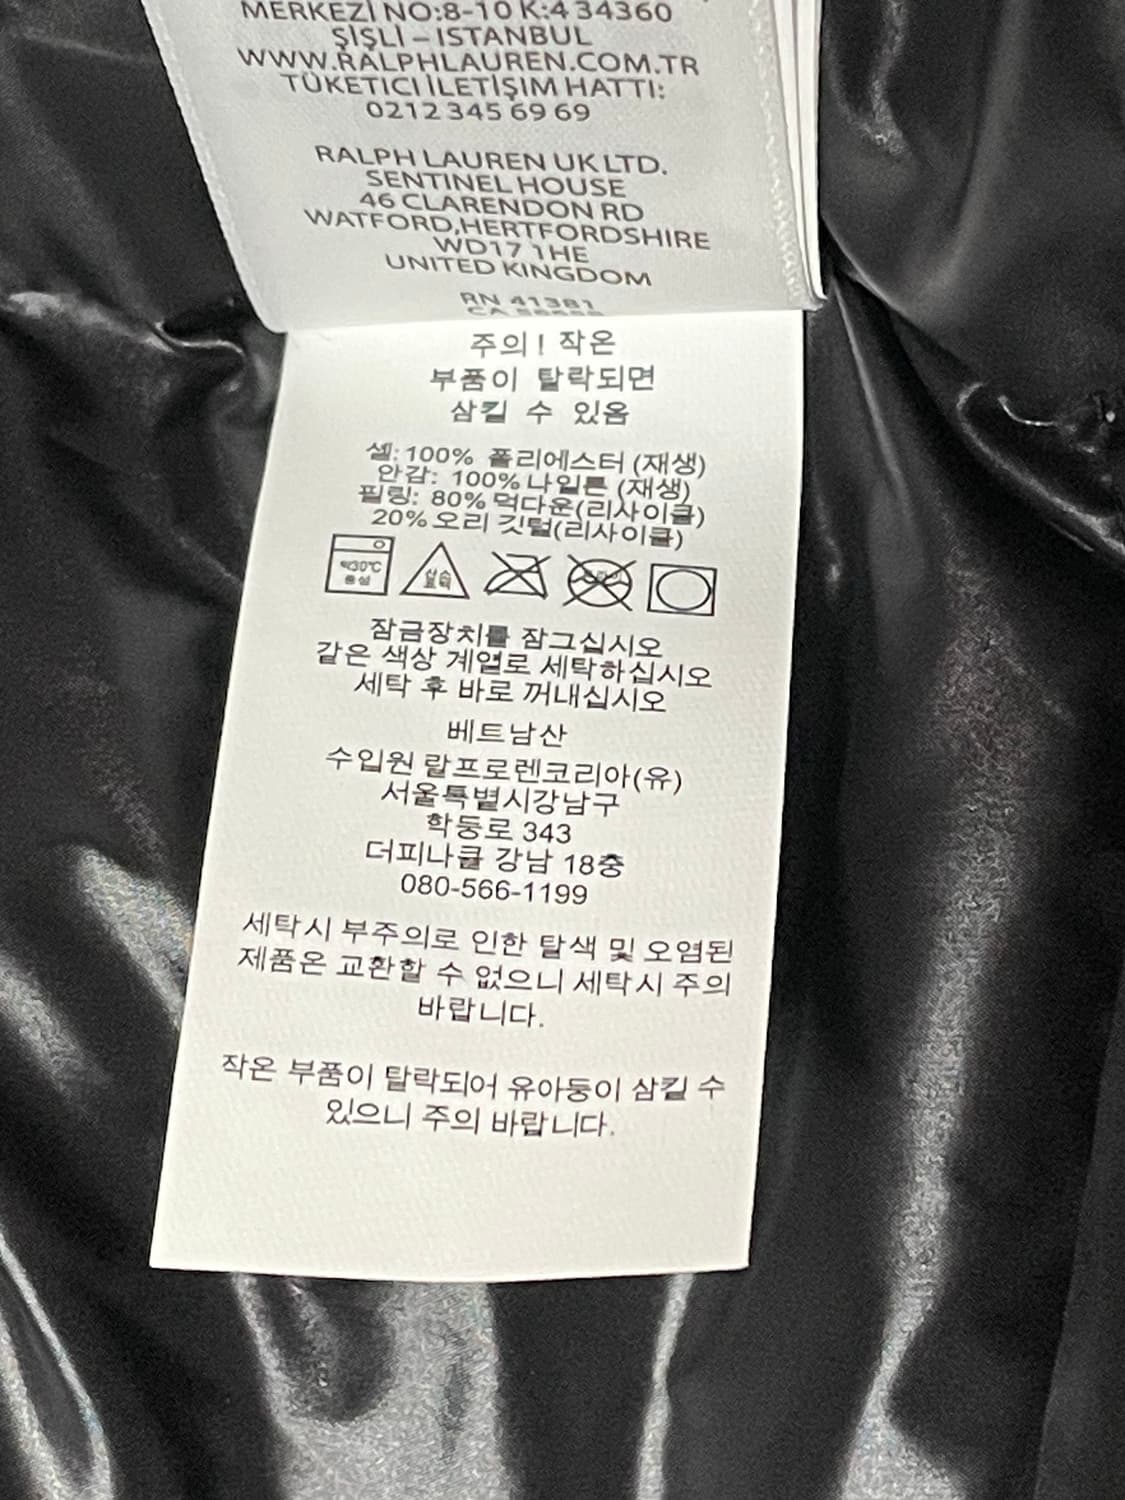 MERKEZİ NO:8-10 K:4 34360
ŞİŞLİ – ISTANBUL
WWW.RALPHLAUREN.COM.TR
TÜKETICI İLETİŞIM HATTI:
0212 345 69 69
RALPH LAUREN UK LTD.
SENTINEL HOUSE
46 CLARENDON RD
WATFORD,HERTFORDSHIRE
WD17 1HE
UNITED KINGDOM
RN 41381
CA
주의! 작은
부품이 탈락되면
삼킬 수 있음
셀: 100% 폴리에스터 (재생)
안감: 100% 나일론 (재생)
필링: 80% 덕다운(리사이클)
20% 오리 깃털(리사이클)
약30℃
중성
잠금장치를 잠그십시오
같은 색상 계열로 세탁하십시오
세탁 후 바로 꺼내십시오
베트남산
수입원 랄프로렌코리아(유)
서울특별시강남구
학동로 343
더피나클 강남 18층
080-566-1199
세탁시 부주의로 인한 탈색 및 오염된
제품은 교환할 수 없으니 세탁시 주의
바랍니다.
작은 부품이 탈락되어 유아동이 삼킬 수
있으니 주의 바랍니다.